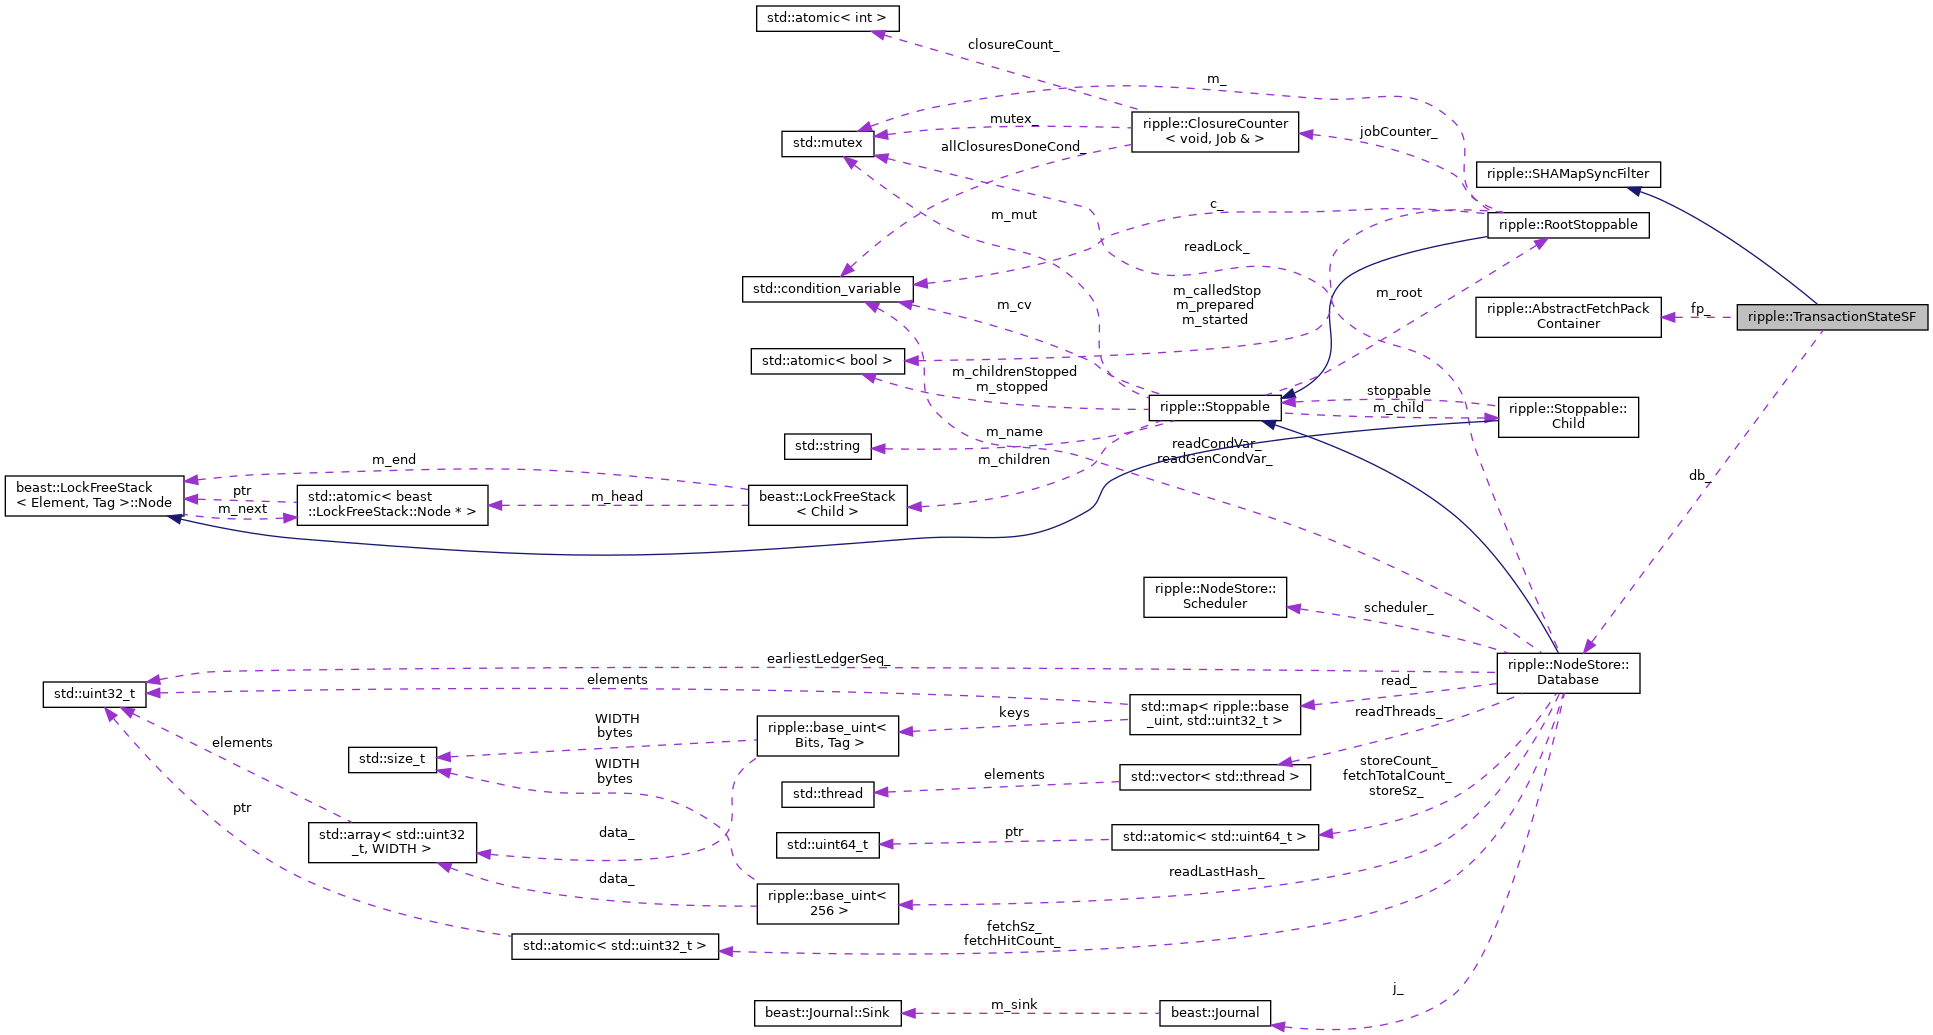 std::atomic< int >
closureCount_
m_
ripple::ClosureCounter
< void, Job & >
mutex_
jobCounter_
std::mutex
allClosuresDoneCond_
ripple::SHAMapSyncFilter
c_
m_mut
ripple::RootStoppable
readLock_
std::condition_variable
m_calledStop
m_prepared
m_started
m_root
m_cv
ripple::AbstractFetchPack
Container
fp_
ripple::TransactionStateSF
std::atomic< bool >
m_childrenStopped
m_stopped
stoppable
m_child
ripple::Stoppable
ripple::Stoppable::
Child
std::string
m_name
readCondVar_
readGenCondVar_
m_children
m_end
beast::LockFreeStack
< Element, Tag >::Node
ptr
m_next
std::atomic< beast
::LockFreeStack::Node * >
m_head
beast::LockFreeStack
< Child >
db_
ripple::NodeStore::
Scheduler
scheduler_
earliestLedgerSeq_
ripple::NodeStore::
Database
std::uint32_t
elements
read_
std::map< ripple::base
_uint, std::uint32_t >
keys
readThreads_
WIDTH
bytes
ripple::base_uint<
Bits, Tag >
elements
std::size_t
WIDTH
bytes
storeCount_
fetchTotalCount_
storeSz_
elements
std::vector< std::thread >
std::thread
ptr
std::array< std::uint32
_t, WIDTH >
data_
ptr
std::uint64_t
std::atomic< std::uint64_t >
data_
readLastHash_
ripple::base_uint<
256 >
fetchSz_
fetchHitCount_
std::atomic< std::uint32_t >
j_
beast::Journal::Sink
m_sink
beast::Journal